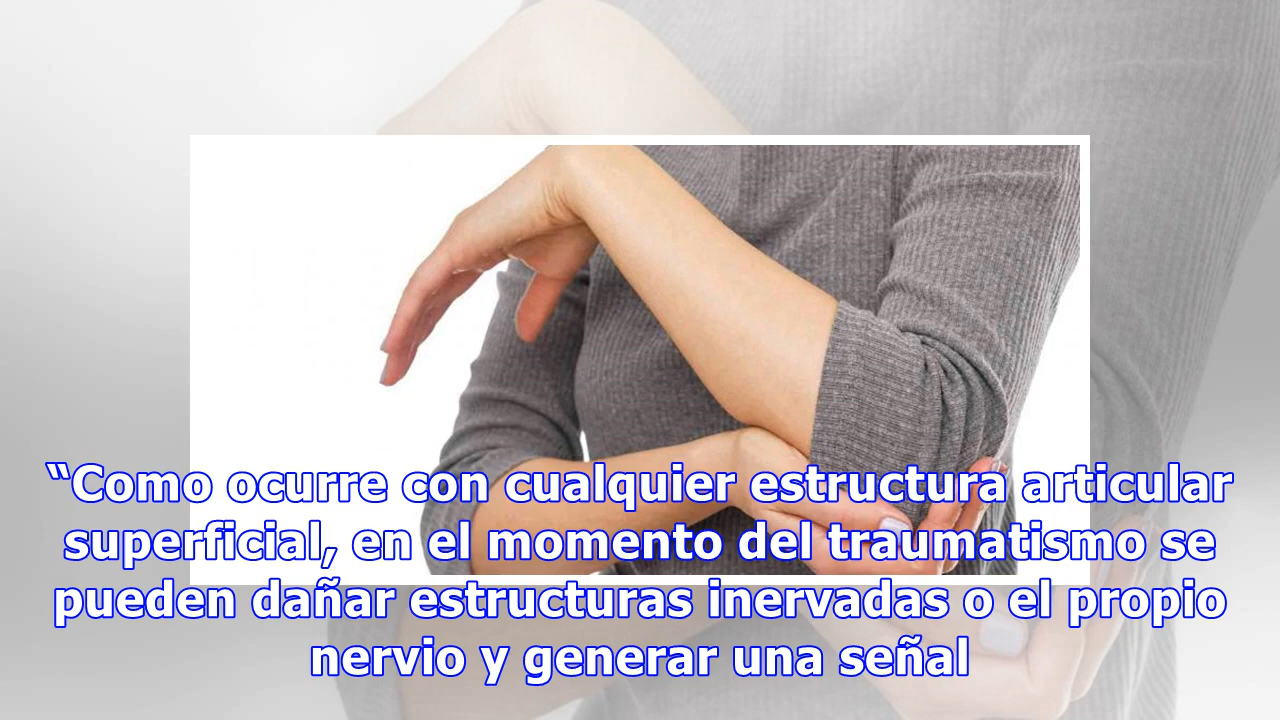 “Como ocurre con cualquier estructura articular
superficial, en el momento del traumatismo se
pueden dañar estructuras inervadas o el propio
nervio y generar una señal